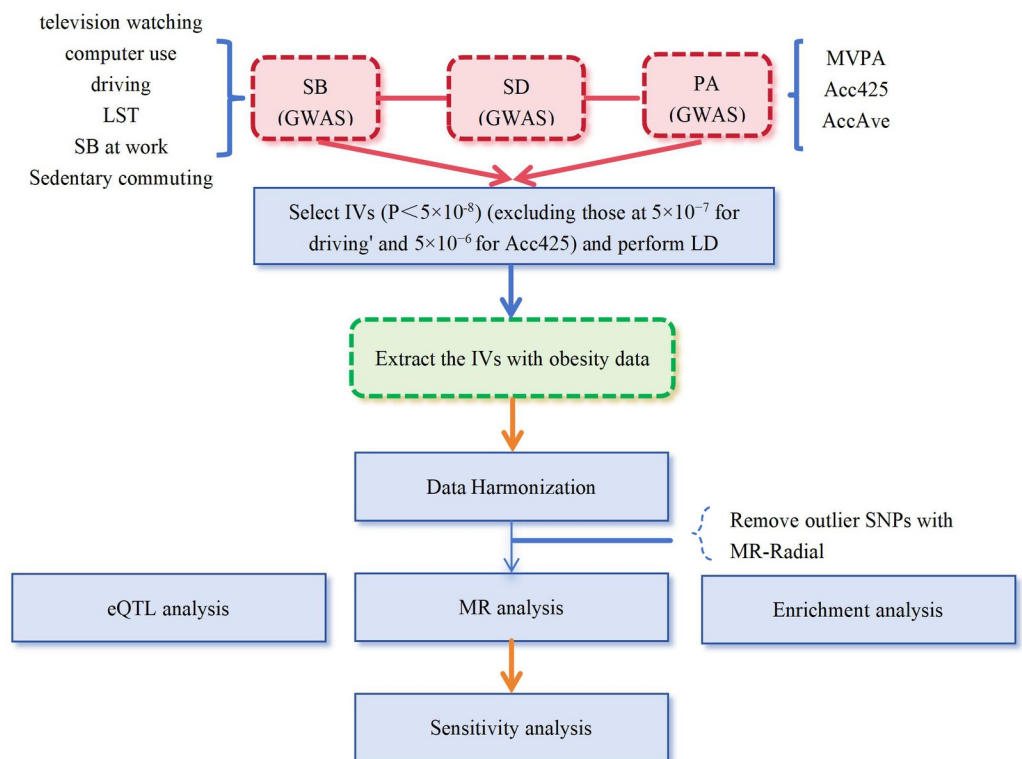 television watching
computer use
driving
LST
SB at work
Sedentary commuting
SB
(GWAS)
SD
(GWAS)
PA
(GWAS)
MVPA
Acc425
AccAve
Select IVs (P＜5×10⁻⁸) (excluding those at 5×10⁻⁷ for
driving' and 5×10⁻⁶ for Acc425) and perform LD
Extract the IVs with obesity data
Data Harmonization
Remove outlier SNPs with
MR-Radial
eQTL analysis
MR analysis
Enrichment analysis
Sensitivity analysis